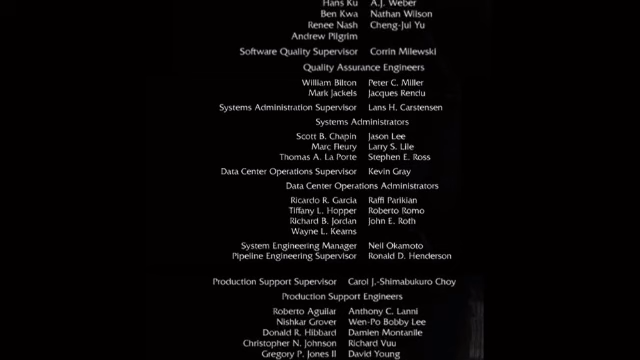 Hans Ku A.J. Weber
Ben Kwa Nathan Wilson
Renee Nash Cheng-Jui Yu
Andrew Pilgrim
Software Quality Supervisor Corrin Milewski
Quality Assurance Engineers
William Bilton Peter C. Miller
Mark Jackels Jacques Rendu
Systems Administration Supervisor Lans H. Carstensen
Systems Administrators
Scott B. Chapin Jason Lee
Marc Fleury Larry S. Lile
Thomas A. La Porte Stephen E. Ross
Data Center Operations Supervisor Kevin Gray
Data Center Operations Administrators
Ricardo R. Garcia Raffi Parikian
Tiffany L. Hopper Roberto Romo
Richard B. Jordan John E. Roth
Wayne L. Kearns
System Engineering Manager Neil Okamoto
Pipeline Engineering Supervisor Ronald D. Henderson
Production Support Supervisor Carol J.-Shimabukuro Choy
Production Support Engineers
Roberto Aguilar Anthony C. Lanni
Nishkar Grover Wen-Po Bobby Lee
Donald R. Hibbard Damien Montanile
Christopher N. Johnson Richard Vuu
Gregory P. Jones II David Young